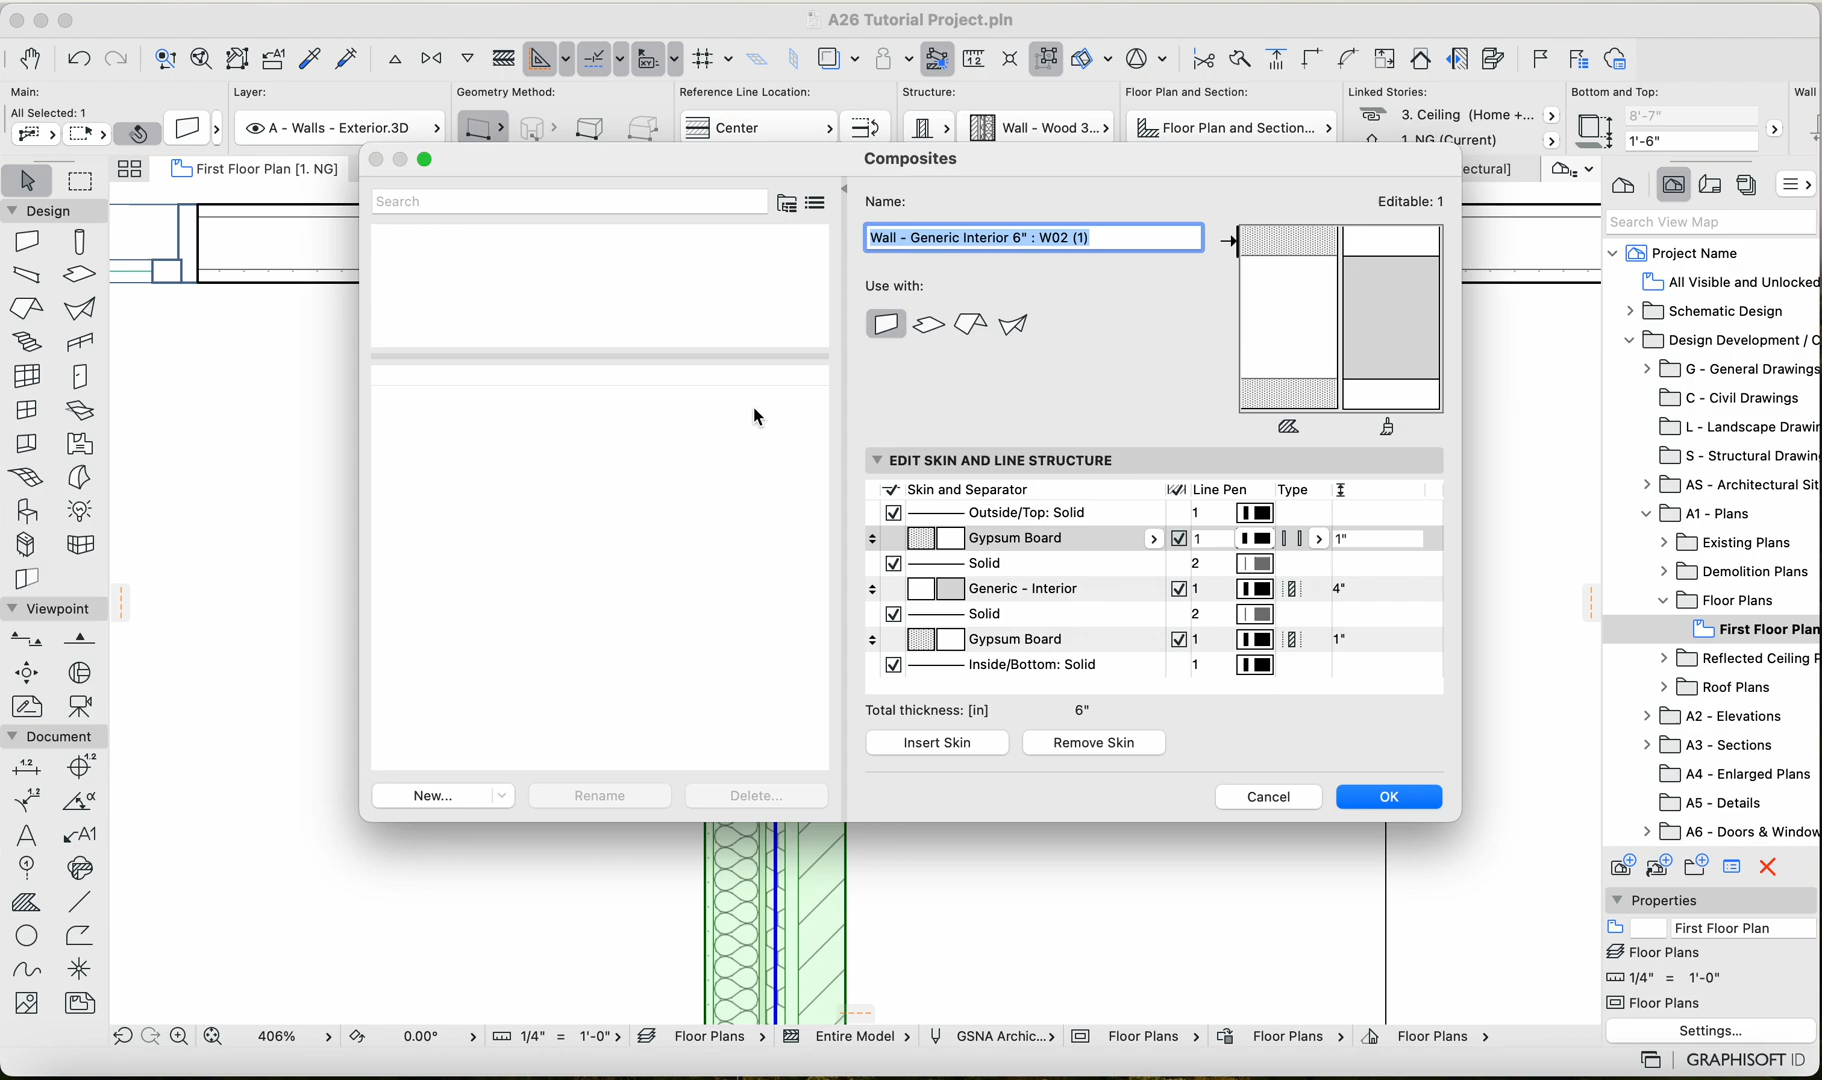 A26 Tutorial Project.pln
Main:
All Selected: 1
Layer:
A - Walls - Exterior.3D
Geometry Method:
Reference Line Location:
Center
Structure:
Wall - Wood 3...
Floor Plan and Section:
Floor Plan and Section...
Linked Stories:
3. Ceiling (Home +...
1. NG (Current)
Bottom and Top:
8'-7"
1'-6"
Wall
First Floor Plan [1. NG]
ectural]
Design
Viewpoint
Document
Composites
Search
New...
Rename
Delete...
Name:
Editable: 1
Wall - Generic Interior 6" : W02 (1)
Use with:
EDIT SKIN AND LINE STRUCTURE
Skin and Separator Line Pen Type
Outside/Top: Solid 1
Gypsum Board 1 1"
Solid 2
Generic - Interior 1 4"
Solid 2
Gypsum Board 1 1"
Inside/Bottom: Solid 1
Total thickness: [in] 6"
Insert Skin
Remove Skin
Cancel
OK
Search View Map
Project Name
All Visible and Unlocked
Schematic Design
Design Development / C
G - General Drawings
C - Civil Drawings
L - Landscape Drawin
S - Structural Drawin
AS - Architectural Sit
A1 - Plans
Existing Plans
Demolition Plans
Floor Plans
First Floor Plan
Reflected Ceiling P
Roof Plans
A2 - Elevations
A3 - Sections
A4 - Enlarged Plans
A5 - Details
A6 - Doors & Window
Properties
First Floor Plan
Floor Plans
1/4" = 1'-0"
Floor Plans
Settings...
406%
0.00°
1/4" = 1'-0"
Floor Plans
Entire Model
GSNA Archic...
Floor Plans
Floor Plans
Floor Plans
GRAPHISOFT ID